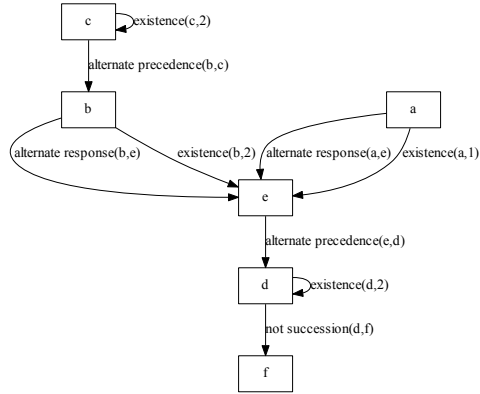 c
existence(c,2)
alternate precedence(b,c)
b
a
alternate response(b,e)
existence(b,2)
alternate response(a,e)
existence(a,1)
e
alternate precedence(e,d)
d
existence(d,2)
not succession(d,f)
f